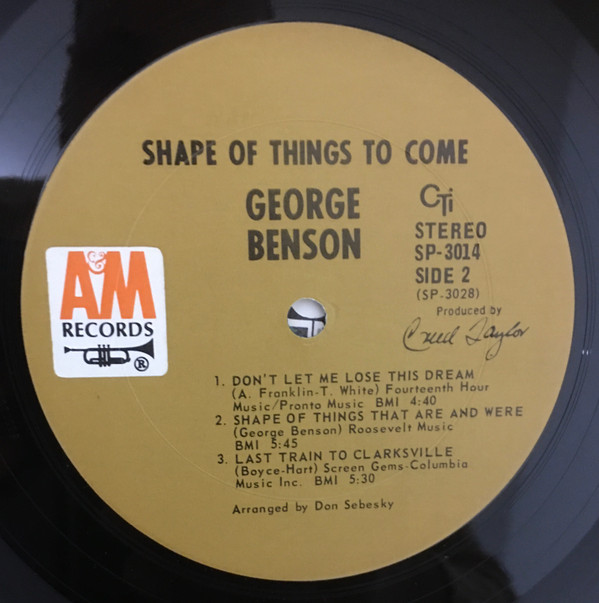 SHAPE OF THINGS TO COME
GEORGE
BENSON
CTi
STEREO
SP-3014
SIDE 2
(SP-3028)
Produced by
Creed Taylor
A&M
RECORDS
®
1. DON'T LET ME LOSE THIS DREAM
(A. Franklin-T. White) Fourteenth Hour
Music/Pronto Music BMI 4:40
2. SHAPE OF THINGS THAT ARE AND WERE
(George Benson) Roosevelt Music
BMI 5:45
3. LAST TRAIN TO CLARKSVILLE
(Boyce-Hart) Screen Gems-Columbia
Music Inc. BMI 5:30
Arranged by Don Sebesky